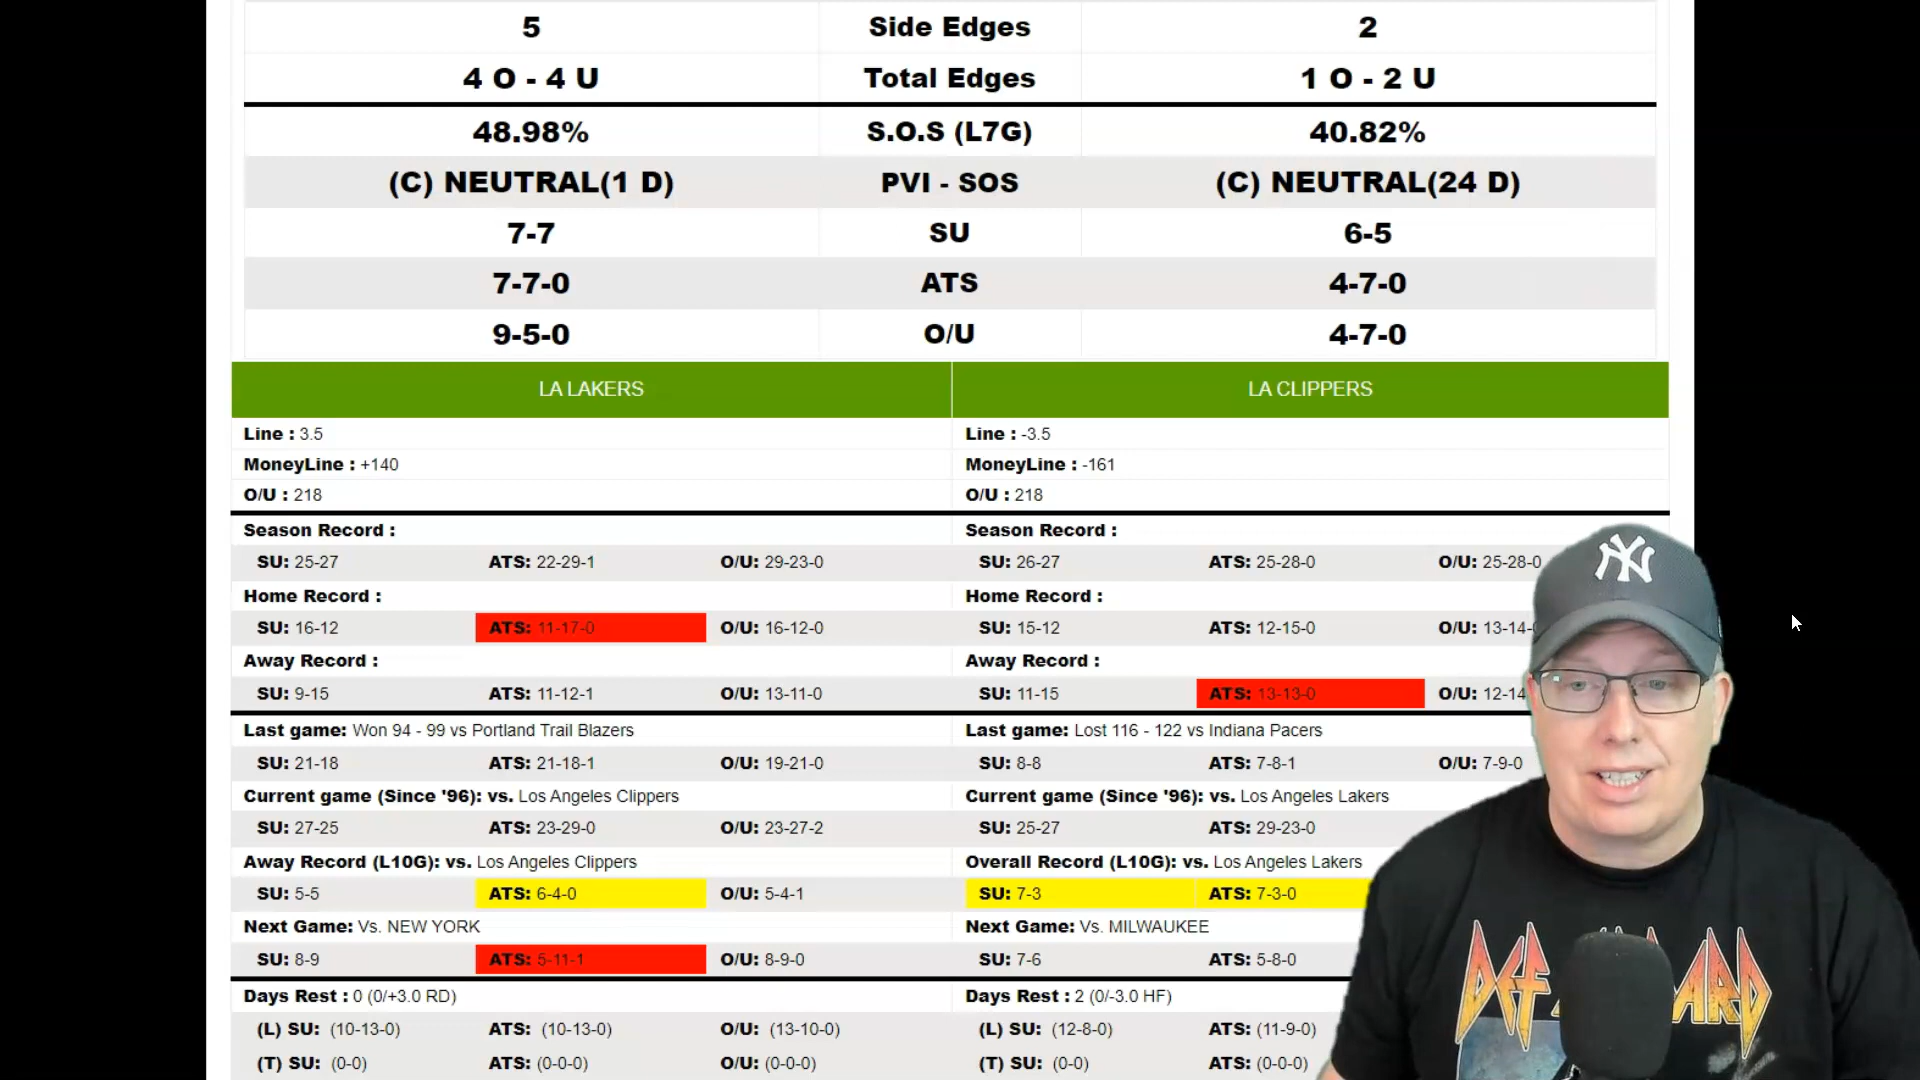 5 Side Edges 2
4 O - 4 U Total Edges 1 O - 2 U
48.98% S.O.S (L7G) 40.82%
(C) NEUTRAL(1 D) PVI - SOS (C) NEUTRAL(24 D)
7-7 SU 6-5
7-7-0 ATS 4-7-0
9-5-0 O/U 4-7-0
LA LAKERS LA CLIPPERS
Line : 3.5 Line : -3.5
MoneyLine : +140 MoneyLine : -161
O/U : 218 O/U : 218
Season Record : Season Record :
SU: 25-27 ATS: 22-29-1 O/U: 29-23-0 SU: 26-27 ATS: 25-28-0 O/U: 25-28-0
Home Record : Home Record :
SU: 16-12 ATS: 11-17-0 O/U: 16-12-0 SU: 15-12 ATS: 12-15-0 O/U: 13-14-
Away Record : Away Record :
SU: 9-15 ATS: 11-12-1 O/U: 13-11-0 SU: 11-15 ATS: 13-13-0 O/U: 12-14
Last game: Won 94 - 99 vs Portland Trail Blazers Last game: Lost 116 - 122 vs Indiana Pacers
SU: 21-18 ATS: 21-18-1 O/U: 19-21-0 SU: 8-8 ATS: 7-8-1 O/U: 7-9-0
Current game (Since '96): vs. Los Angeles Clippers Current game (Since '96): vs. Los Angeles Lakers
SU: 27-25 ATS: 23-29-0 O/U: 23-27-2 SU: 25-27 ATS: 29-23-0
Away Record (L10G): vs. Los Angeles Clippers Overall Record (L10G): vs. Los Angeles Lakers
SU: 5-5 ATS: 6-4-0 O/U: 5-4-1 SU: 7-3 ATS: 7-3-0
Next Game: Vs. NEW YORK Next Game: Vs. MILWAUKEE
SU: 8-9 ATS: 5-11-1 O/U: 8-9-0 SU: 7-6 ATS: 5-8-0
Days Rest : 0 (0/+3.0 RD) Days Rest : 2 (0/-3.0 HF)
(L) SU: (10-13-0) ATS: (10-13-0) O/U: (13-10-0) (L) SU: (12-8-0) ATS: (11-9-0)
(T) SU: (0-0) ATS: (0-0-0) O/U: (0-0-0) (T) SU: (0-0) ATS: (0-0-0)
NY